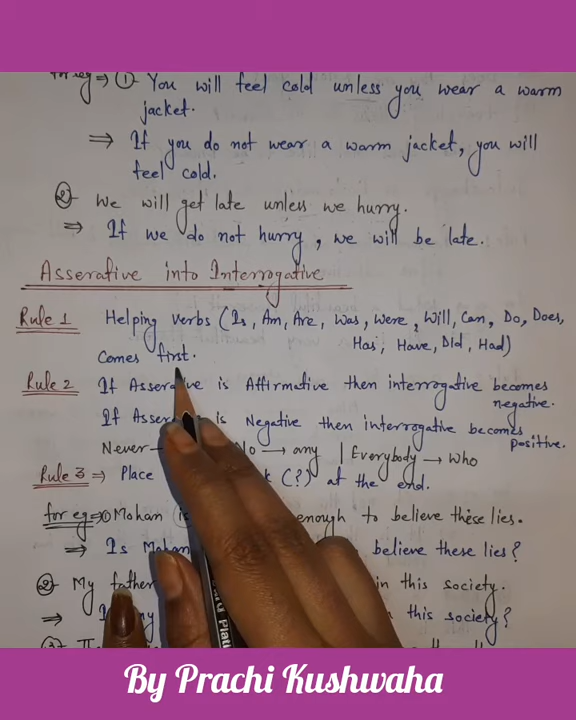 for eg ⇒ ① You will feel cold unless you wear a warm
jacket.
⇒ If you do not wear a warm jacket, you will
feel cold.
② We will get late unless we hurry.
⇒ If we do not hurry, we will be late.
Asserative into Interrogative
Rule 1 Helping verbs (Is, Am, Are, Was, Were, Will, Can, Do, Does,
Has, Have, Did, Had)
Comes first.
Rule 2 If Asserative is Affirmative then interrogative becomes
negative.
If Asser is Negative then interrogative becomes
positive.
Never No → any | Everybody → Who
Rule 3 ⇒ Place (?) at the end.
for eg ⇒ ① Mohan is enough to believe these lies.
⇒ Is Mohan believe these lies?
② My father in this society.
⇒ in this society?
③
By Prachi Kushwaha